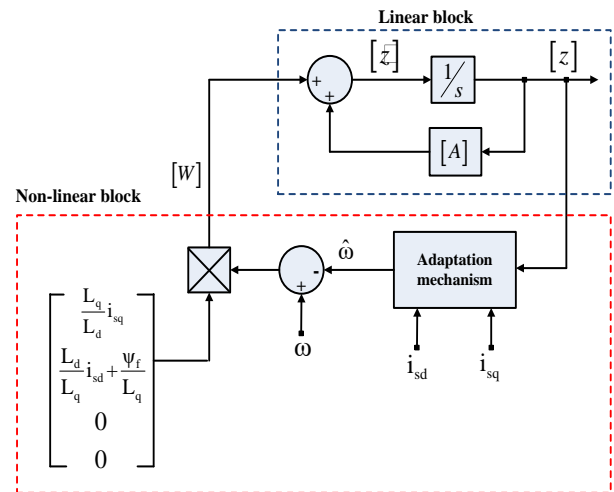 Linear block
[ż]
1/s
[z]
+
+
[A]
[W]
Non-linear block
Adaptation
mechanism
ω̂
-
+
ω
i_sd
i_sq
L_q/L_d i_sq
L_d/L_q i_sd + ψ_f/L_q
0
0